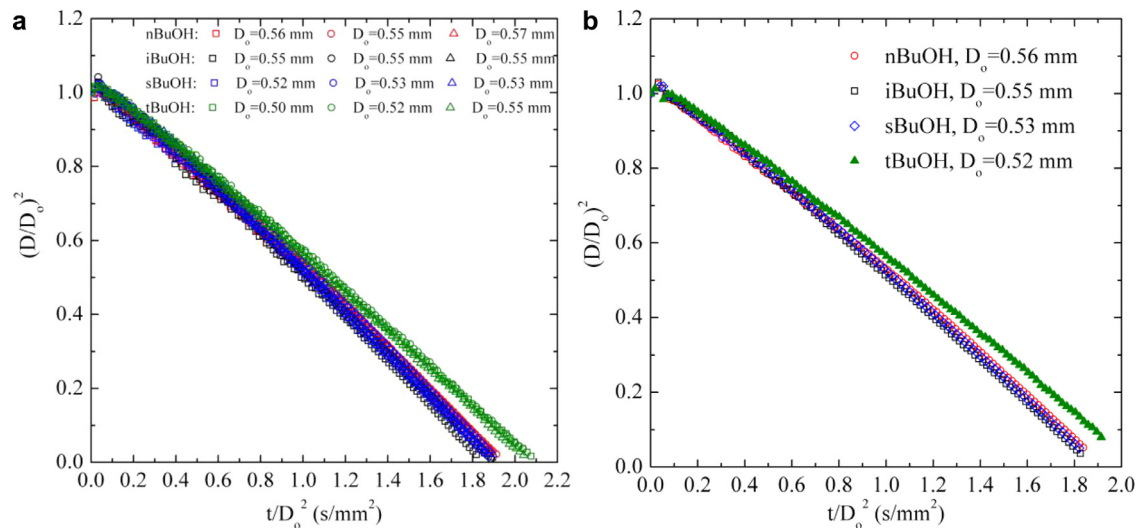 a
1.2
1.0
0.8
0.6
0.4
0.2
0.0
(D/Dₒ)²
nBuOH: Dₒ=0.56 mm Dₒ=0.55 mm Dₒ=0.57 mm
iBuOH: Dₒ=0.55 mm Dₒ=0.55 mm Dₒ=0.55 mm
sBuOH: Dₒ=0.52 mm Dₒ=0.53 mm Dₒ=0.53 mm
tBuOH: Dₒ=0.50 mm Dₒ=0.52 mm Dₒ=0.55 mm
0.0 0.2 0.4 0.6 0.8 1.0 1.2 1.4 1.6 1.8 2.0 2.2
t/Dₒ² (s/mm²)
b
1.2
1.0
0.8
0.6
0.4
0.2
0.0
(D/Dₒ)²
nBuOH, Dₒ=0.56 mm
iBuOH, Dₒ=0.55 mm
sBuOH, Dₒ=0.53 mm
tBuOH, Dₒ=0.52 mm
0.0 0.2 0.4 0.6 0.8 1.0 1.2 1.4 1.6 1.8 2.0
t/Dₒ² (s/mm²)